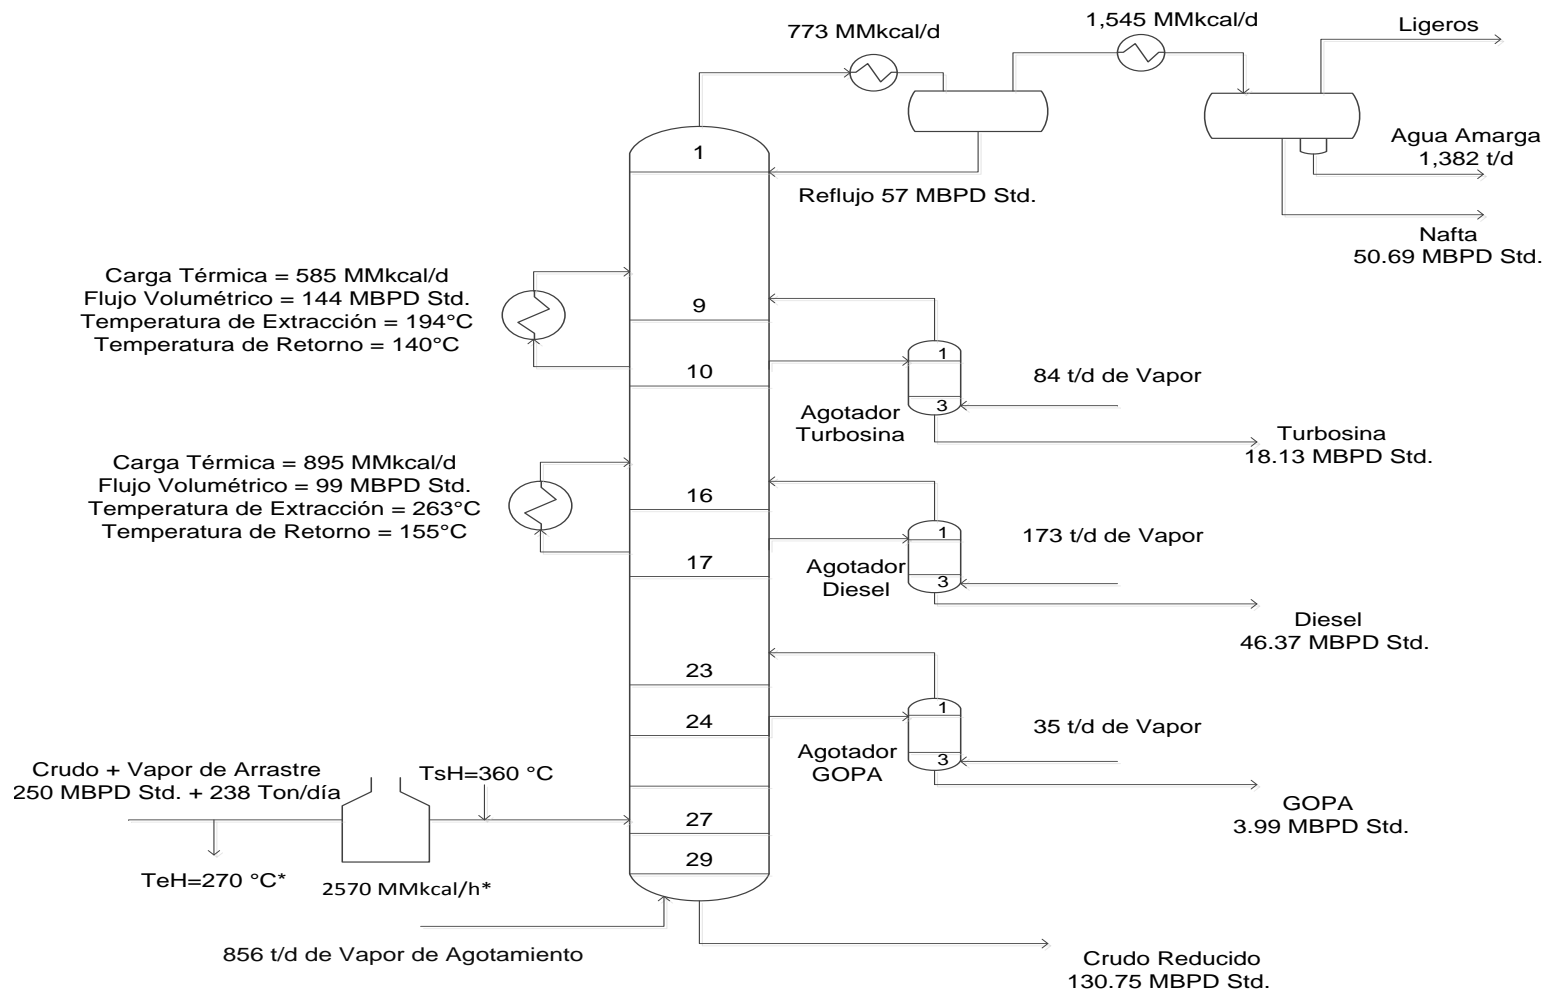 773 MMkcal/d
1,545 MMkcal/d
Ligeros
Agua Amarga
1,382 t/d
Nafta
50.69 MBPD Std.
1
Reflujo 57 MBPD Std.
Carga Térmica = 585 MMkcal/d
Flujo Volumétrico = 144 MBPD Std.
Temperatura de Extracción = 194°C
Temperatura de Retorno = 140°C
9
10
1
3
84 t/d de Vapor
Agotador
Turbosina
Turbosina
18.13 MBPD Std.
Carga Térmica = 895 MMkcal/d
Flujo Volumétrico = 99 MBPD Std.
Temperatura de Extracción = 263°C
Temperatura de Retorno = 155°C
16
17
1
3
173 t/d de Vapor
Agotador
Diesel
Diesel
46.37 MBPD Std.
23
24
1
3
35 t/d de Vapor
Agotador
GOPA
GOPA
3.99 MBPD Std.
Crudo + Vapor de Arrastre
250 MBPD Std. + 238 Ton/día
TsH=360 °C
27
29
TeH=270 °C*
2570 MMkcal/h*
856 t/d de Vapor de Agotamiento
Crudo Reducido
130.75 MBPD Std.